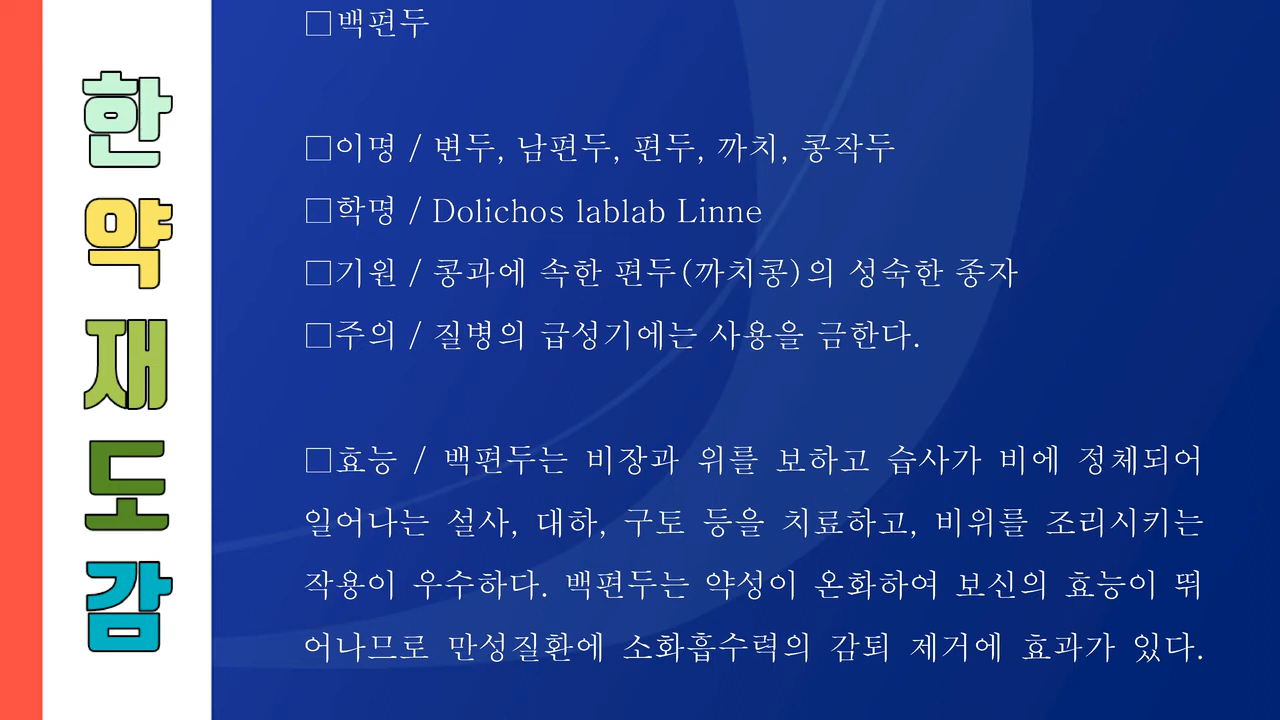 한약재도감
□백편두
□이명 / 변두, 남편두, 편두, 까치, 콩작두
□학명 / Dolichos lablab Linne
□기원 / 콩과에 속한 편두(까치콩)의 성숙한 종자
□주의 / 질병의 급성기에는 사용을 금한다.
□효능 / 백편두는 비장과 위를 보하고 습사가 비에 정체되어
일어나는 설사, 대하, 구토 등을 치료하고, 비위를 조리시키는
작용이 우수하다. 백편두는 약성이 온화하여 보신의 효능이 뛰
어나므로 만성질환에 소화흡수력의 감퇴 제거에 효과가 있다.